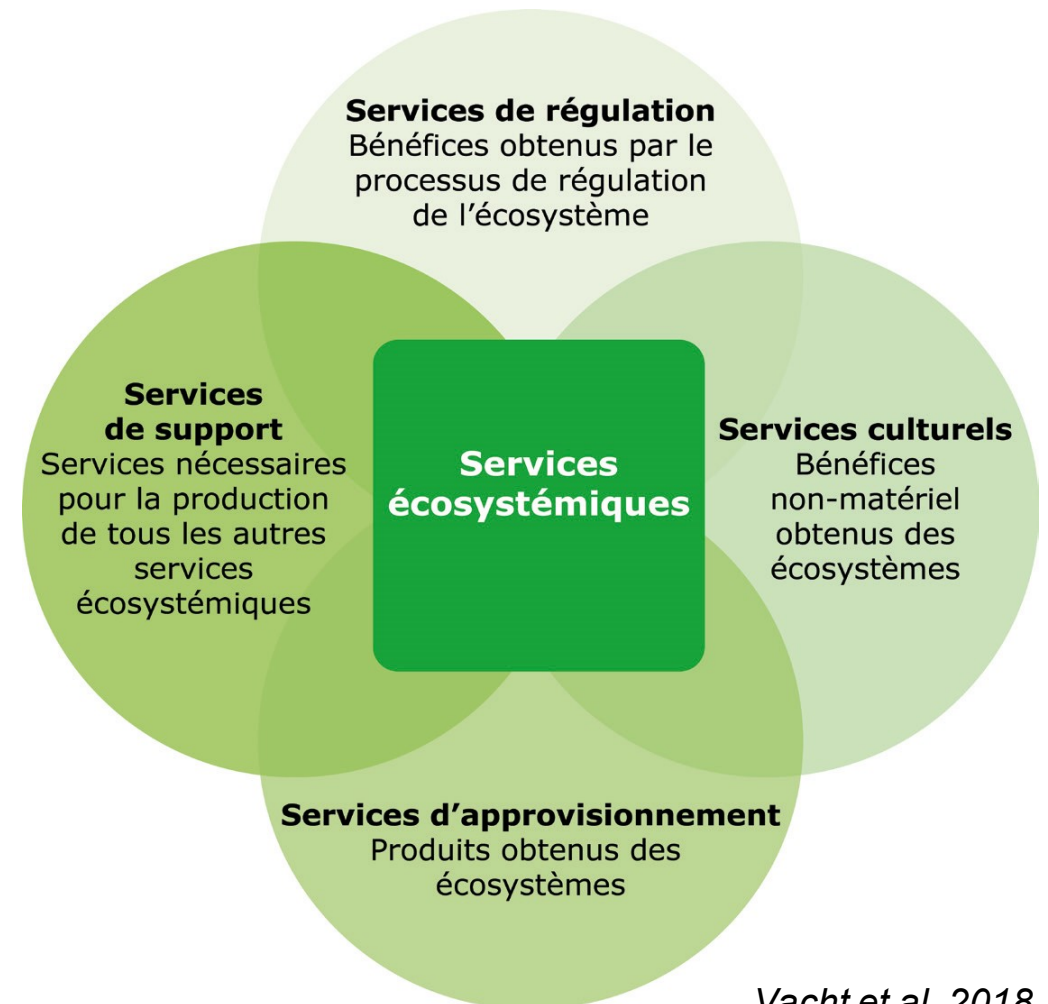 Services de régulation
Bénéfices obtenus par le
processus de régulation
de l'écosystème
Services
de support
Services nécessaires
pour la production
de tous les autres
services
écosystémiques
Services
écosystémiques
Services culturels
Bénéfices
non-matériel
obtenus des
écosystèmes
Services d'approvisionnement
Produits obtenus des
écosystèmes
Vacht et al. 2018